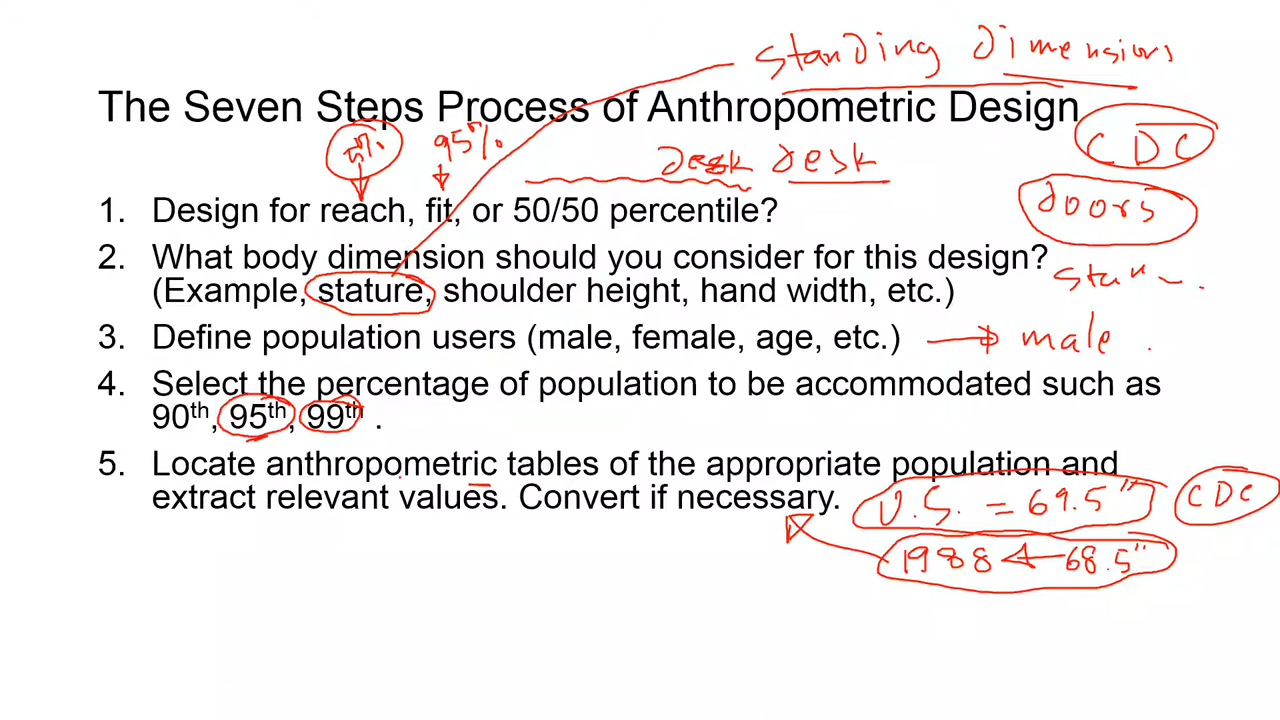 standing dimensions
The Seven Steps Process of Anthropometric Design
CDC
5% 95%
desk desk
1. Design for reach, fit, or 50/50 percentile?
doors
2. What body dimension should you consider for this design?
(Example, stature, shoulder height, hand width, etc.)
3. Define population users (male, female, age, etc.) → male
4. Select the percentage of population to be accommodated such as
90th, 95th, 99th .
5. Locate anthropometric tables of the appropriate population and
extract relevant values. Convert if necessary.
U.S. = 69.5" CDC
1988 ← 68.5"